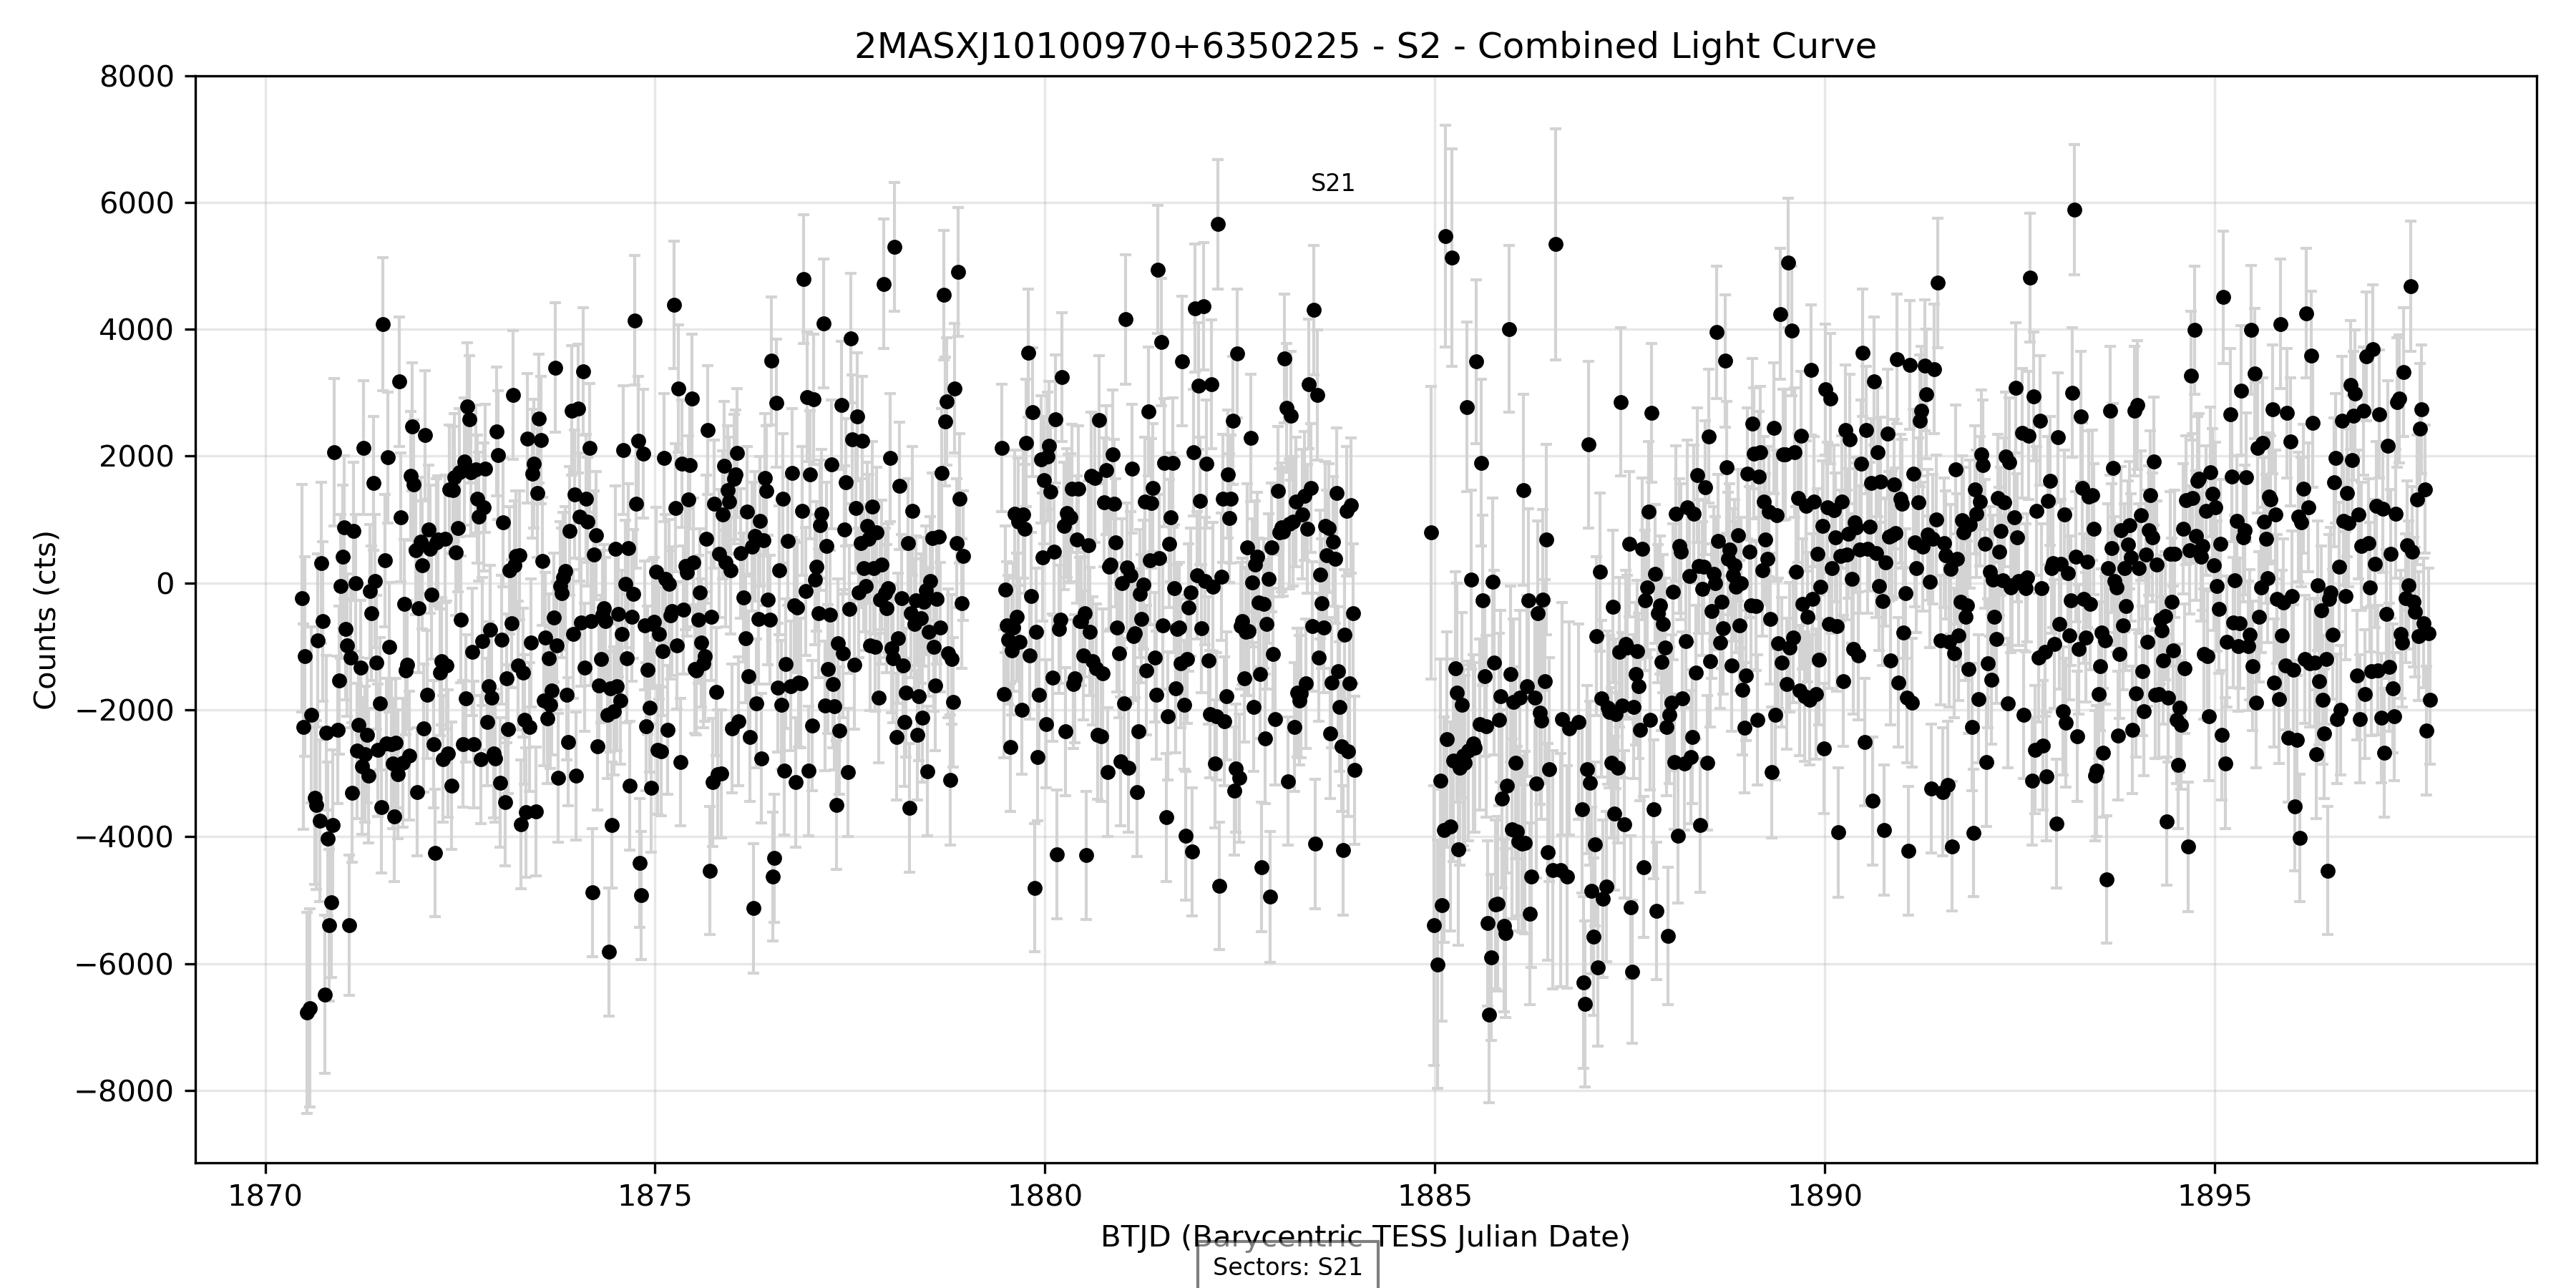 2MASXJ10100970+6350225 - S2 - Combined Light Curve
8000
6000
4000
2000
0
−2000
−4000
−6000
−8000
Counts (cts)
S21
1870 1875 1880 1885 1890 1895
BTJD (Barycentric TESS Julian Date)
Sectors: S21